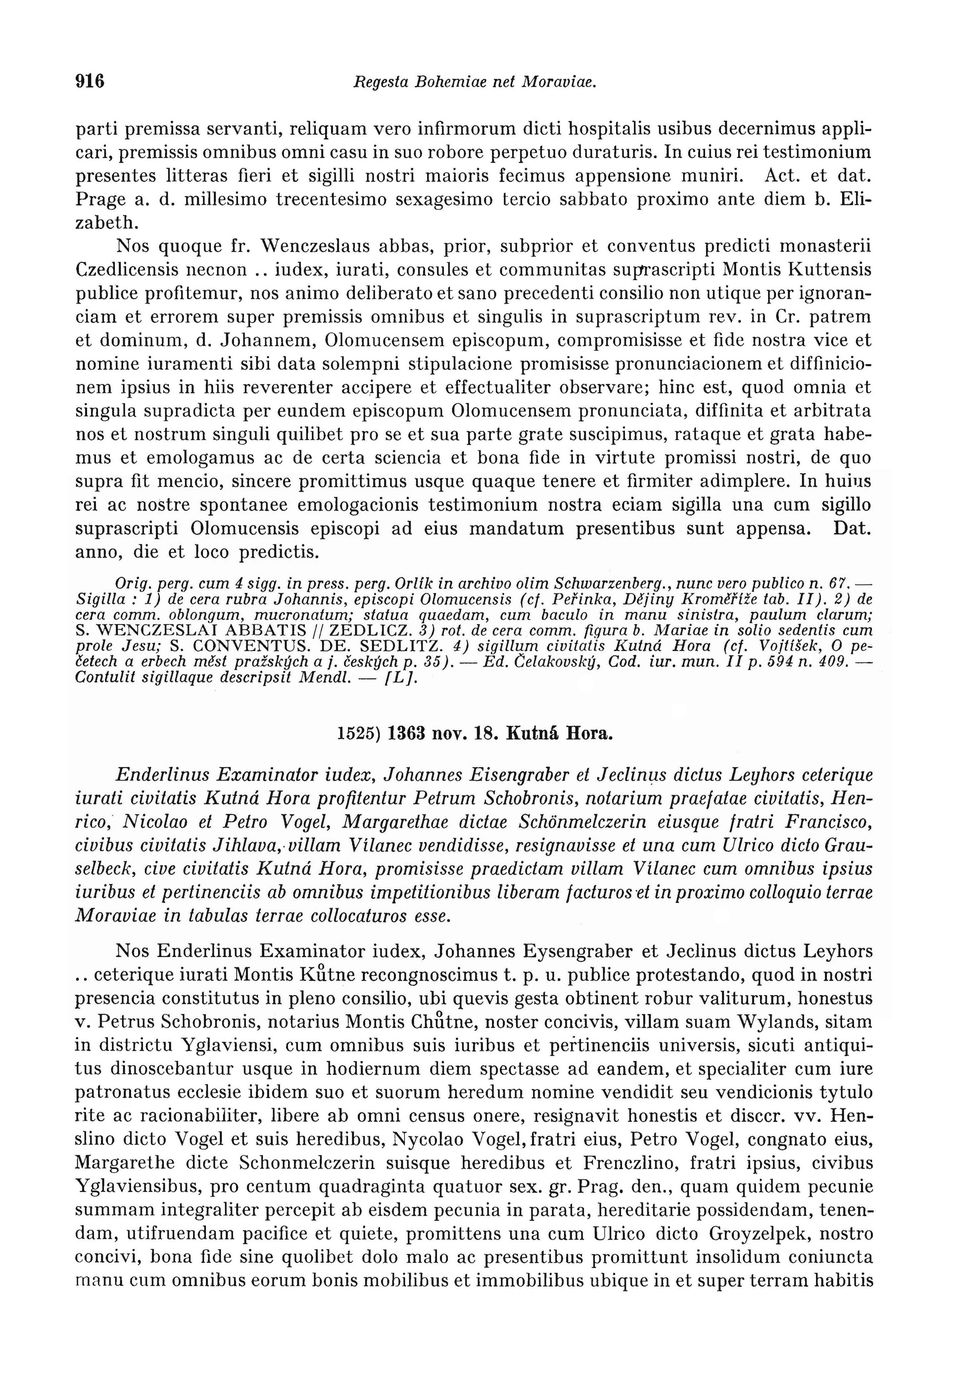 916 Regesta Bohemiae net Moraviae.
parti premissa servanti, reliquam vero infirmorum dicti hospitalis usibus decernimus appli-
cari, premissis omnibus omni casu in suo robore perpetuo duraturis. In cuius rei testimonium
presentes litteras fieri et sigilli nostri maioris fecimus appensione muniri. Act. et dat.
Prage a. d. millesimo trecentesimo sexagesimo tercio sabbato proximo ante diem b. Eli-
zabeth.
Nos quoque fr. Wenczeslaus abbas, prior, subprior et conventus predicti monasterii
Czedlicensis necnon .. iudex, iurati, consules et communitas suprascripti Montis Kuttensis
publice profitemur, nos animo deliberato et sano precedenti consilio non utique per ignoran-
ciam et errorem super premissis omnibus et singulis in suprascriptum rev. in Cr. patrem
et dominum, d. Johannem, Olomucensem episcopum, compromisisse et fide nostra vice et
nomine iuramenti sibi data solempni stipulacione promisisse pronunciacionem et diffinicio-
nem ipsius in hiis reverenter accipere et effectualiter observare; hinc est, quod omnia et
singula supradicta per eundem episcopum Olomucensem pronunciata, diffinita et arbitrata
nos et nostrum singuli quilibet pro se et sua parte grate suscipimus, rataque et grata habe-
mus et emologamus ac de certa sciencia et bona fide in virtute promissi nostri, de quo
supra fit mencio, sincere promittimus usque quaque tenere et firmiter adimplere. In huius
rei ac nostre spontanee emologacionis testimonium nostra eciam sigilla una cum sigillo
suprascripti Olomucensis episcopi ad eius mandatum presentibus sunt appensa. Dat.
anno, die et loco predictis.
Orig. perg. cum 4 sigg. in press. perg. Orlík in archivo olim Schwarzenberg., nunc vero publico n. 67. —
Sigilla : 1) de cera rubra Johannis, episcopi Olomucensis (cf. Peřinka, Dějiny Kroměříže tab. II). 2) de
cera comm. oblongum, mucronatum; statua quaedam, cum baculo in manu sinistra, paulum clarum;
S. WENCZESLAI ABBATIS // ZEDLICZ. 3) rot. de cera comm. figura b. Mariae in solio sedentis cum
prole Jesu; S. CONVENTUS. DE. SEDLITZ. 4) sigillum civitatis Kutná Hora (cf. Vojtíšek, O pe-
četech a erbech měst pražských a j. českých p. 35). — Ed. Čelakovský, Cod. iur. mun. II p. 594 n. 409. —
Contulit sigillaque descripsit Mendl. — [L].
1525) 1363 nov. 18. Kutná Hora.
Enderlinus Examinator iudex, Johannes Eisengraber et Jeclinus dictus Leyhors ceterique
iurati civitatis Kutná Hora profitentur Petrum Schobronis, notarium praefatae civitatis, Hen-
rico, Nicolao et Petro Vogel, Margarethae dictae Schönmelczerin eiusque fratri Francisco,
civibus civitatis Jihlava, villam Vílanec vendidisse, resignavisse et una cum Ulrico dicto Grau-
selbeck, cive civitatis Kutná Hora, promisisse praedictam villam Vílanec cum omnibus ipsius
iuribus et pertinenciis ab omnibus impetitionibus liberam facturos et in proximo colloquio terrae
Moraviae in tabulas terrae collocaturos esse.
Nos Enderlinus Examinator iudex, Johannes Eysengraber et Jeclinus dictus Leyhors
.. ceterique iurati Montis Kůtne recongnoscimus t. p. u. publice protestando, quod in nostri
presencia constitutus in pleno consilio, ubi quevis gesta obtinent robur valiturum, honestus
v. Petrus Schobronis, notarius Montis Chůtne, noster concivis, villam suam Wylands, sitam
in districtu Yglaviensi, cum omnibus suis iuribus et pertinenciis universis, sicuti antiqui-
tus dinoscebantur usque in hodiernum diem spectasse ad eandem, et specialiter cum iure
patronatus ecclesie ibidem suo et suorum heredum nomine vendidit seu vendicionis tytulo
rite ac racionabiliter, libere ab omni census onere, resignavit honestis et disccr. vv. Hen-
slino dicto Vogel et suis heredibus, Nycolao Vogel, fratri eius, Petro Vogel, congnato eius,
Margarethe dicte Schonmelczerin suisque heredibus et Frenczlino, fratri ipsius, civibus
Yglaviensibus, pro centum quadraginta quatuor sex. gr. Prag. den., quam quidem pecunie
summam integraliter percepit ab eisdem pecunia in parata, hereditarie possidendam, tenen-
dam, utifruendam pacifice et quiete, promittens una cum Ulrico dicto Groyzelpek, nostro
concivi, bona fide sine quolibet dolo malo ac presentibus promittunt insolidum coniuncta
manu cum omnibus eorum bonis mobilibus et immobilibus ubique in et super terram habitis